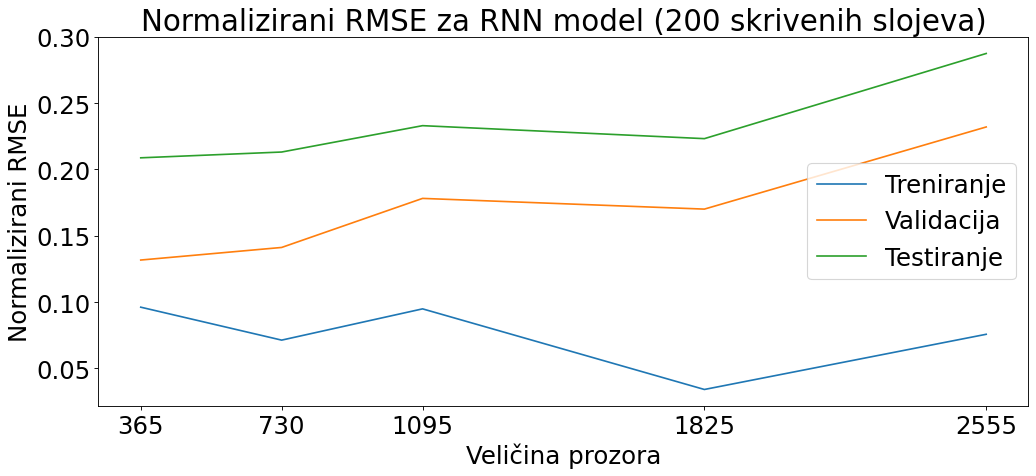 Normalizirani RMSE za RNN model (200 skrivenih slojeva)
Normalizirani RMSE
0.30
0.25
0.20
0.15
0.10
0.05
Treniranje
Validacija
Testiranje
365 730 1095 1825 2555
Veličina prozora